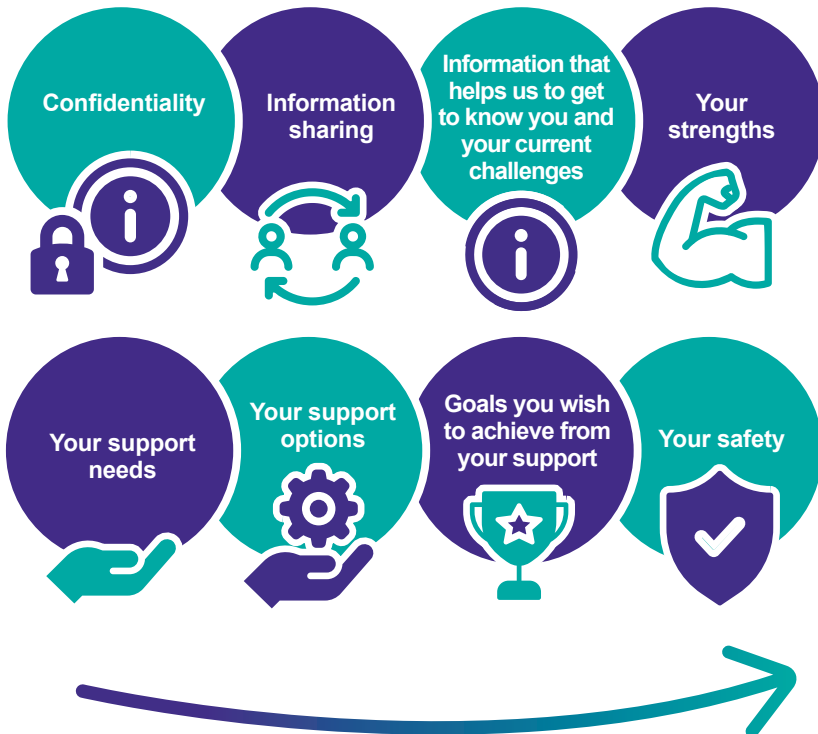 Confidentiality
Information
sharing
Information that
helps us to get
to know you and
your current
challenges
Your
strengths
Your support
needs
Your support
options
Goals you wish
to achieve from
your support
Your safety